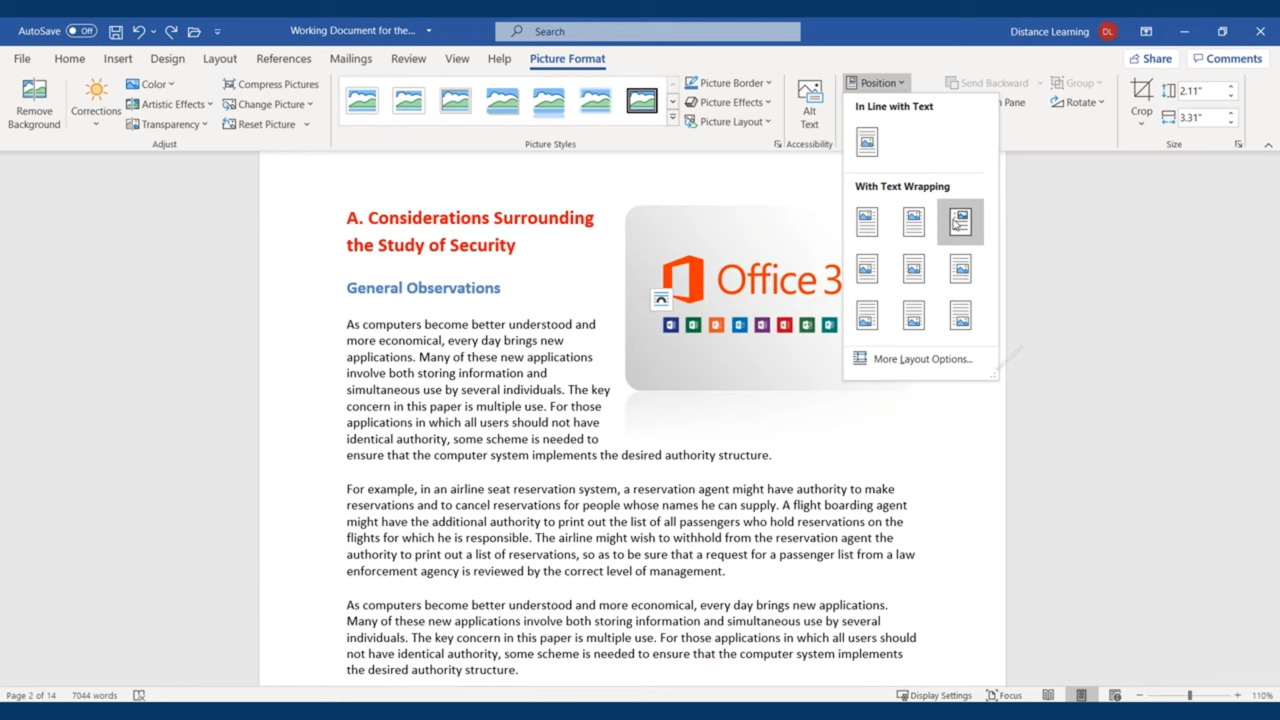 AutoSave Off Working Document for the... Search Distance Learning DL
File Home Insert Draw Design Layout References Mailings Review View Help Picture Format Share Comments
Remove Background
Corrections
Color
Artistic Effects
Transparency
Compress Pictures
Change Picture
Reset Picture
Adjust
Picture Styles
Picture Border
Picture Effects
Picture Layout
Alt Text
Accessibility
Position
Send Backward
Pane
Group
Rotate
Crop
2.11"
3.31"
Size
In Line with Text
With Text Wrapping
More Layout Options...
A. Considerations Surrounding
the Study of Security
Office 3
General Observations
As computers become better understood and
more economical, every day brings new
applications. Many of these new applications
involve both storing information and
simultaneous use by several individuals. The key
concern in this paper is multiple use. For those
applications in which all users should not have
identical authority, some scheme is needed to
ensure that the computer system implements the desired authority structure.
For example, in an airline seat reservation system, a reservation agent might have authority to make
reservations and to cancel reservations for people whose names he can supply. A flight boarding agent
might have the additional authority to print out the list of all passengers who hold reservations on the
flights for which he is responsible. The airline might wish to withhold from the reservation agent the
authority to print out a list of reservations, so as to be sure that a request for a passenger list from a law
enforcement agency is reviewed by the correct level of management.
As computers become better understood and more economical, every day brings new applications.
Many of these new applications involve both storing information and simultaneous use by several
individuals. The key concern in this paper is multiple use. For those applications in which all users should
not have identical authority, some scheme is needed to ensure that the computer system implements
the desired authority structure.
Page 2 of 14 7044 words Display Settings Focus 110%